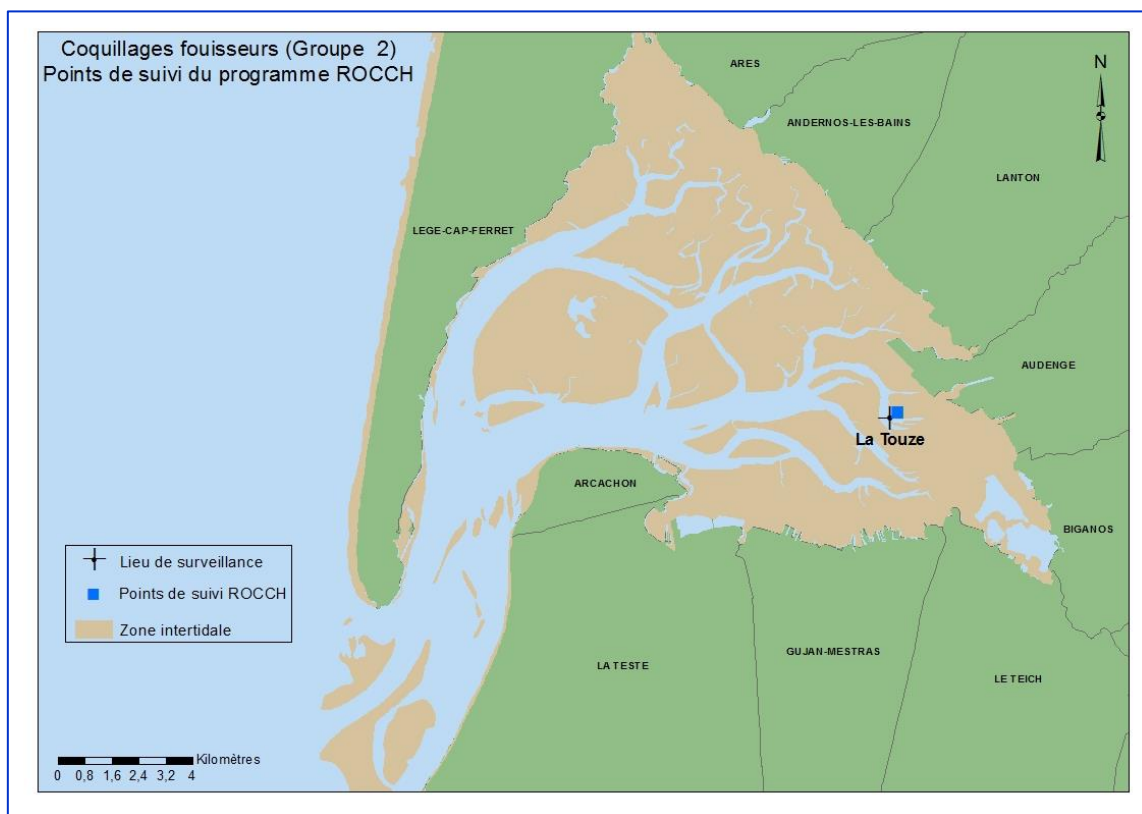 Coquillages fouisseurs (Groupe 2)
Points de suivi du programme ROCCH
N
ARES
ANDERNOS-LES-BAINS
LANTON
LEGE-CAP-FERRET
AUDENGE
La Touze
ARCACHON
BIGANOS
Lieu de surveillance
Points de suivi ROCCH
Zone intertidale
LA TESTE
GUJAN-MESTRAS
LE TEICH
Kilomètres
0 0,8 1,6 2,4 3,2 4